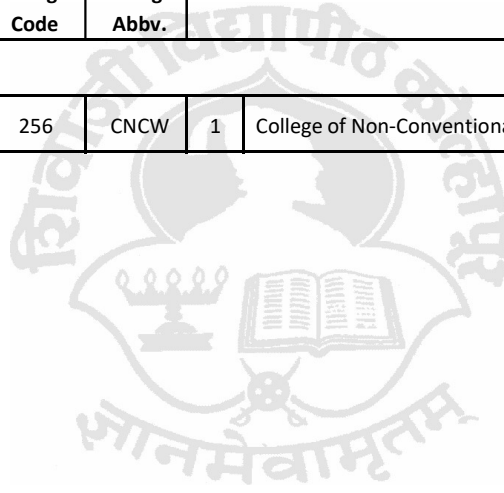 Code Abbv.
256 CNCW 1 College of Non-Conventiona
शिवाजी विद्यापीठ कोल्हापूर
ज्ञानमेवामृतम्